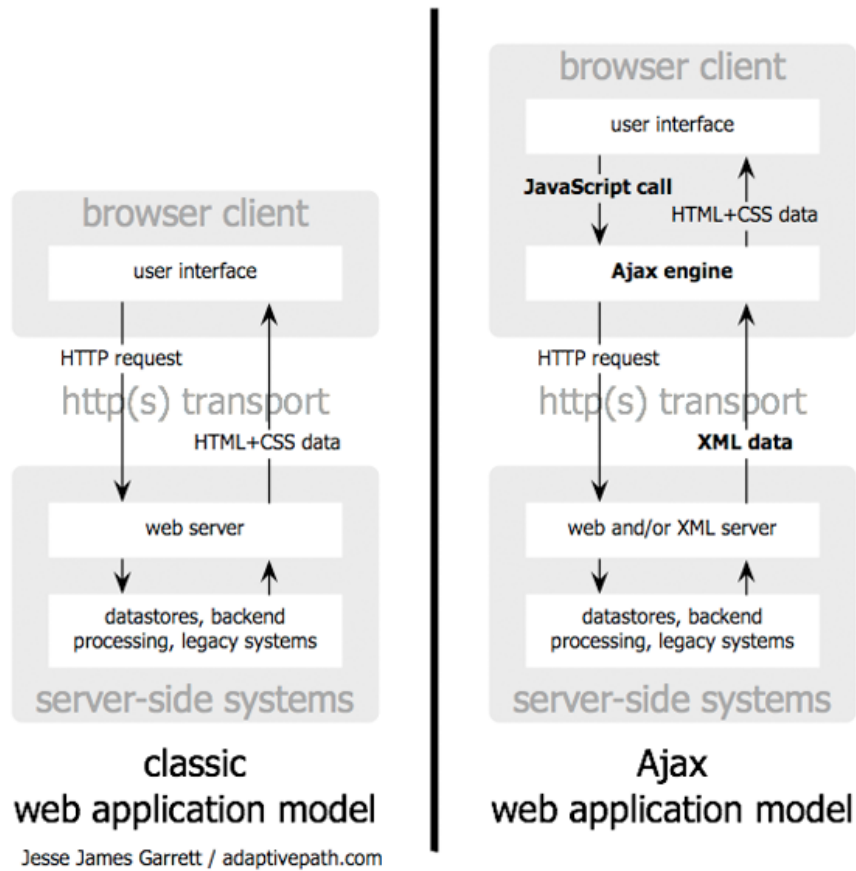 browser client
user interface
HTTP request
http(s) transport
HTML+CSS data
web server
datastores, backend
processing, legacy systems
server-side systems
classic
web application model
Jesse James Garrett / adaptivepath.com
browser client
user interface
JavaScript call
HTML+CSS data
Ajax engine
HTTP request
http(s) transport
XML data
web and/or XML server
datastores, backend
processing, legacy systems
server-side systems
Ajax
web application model